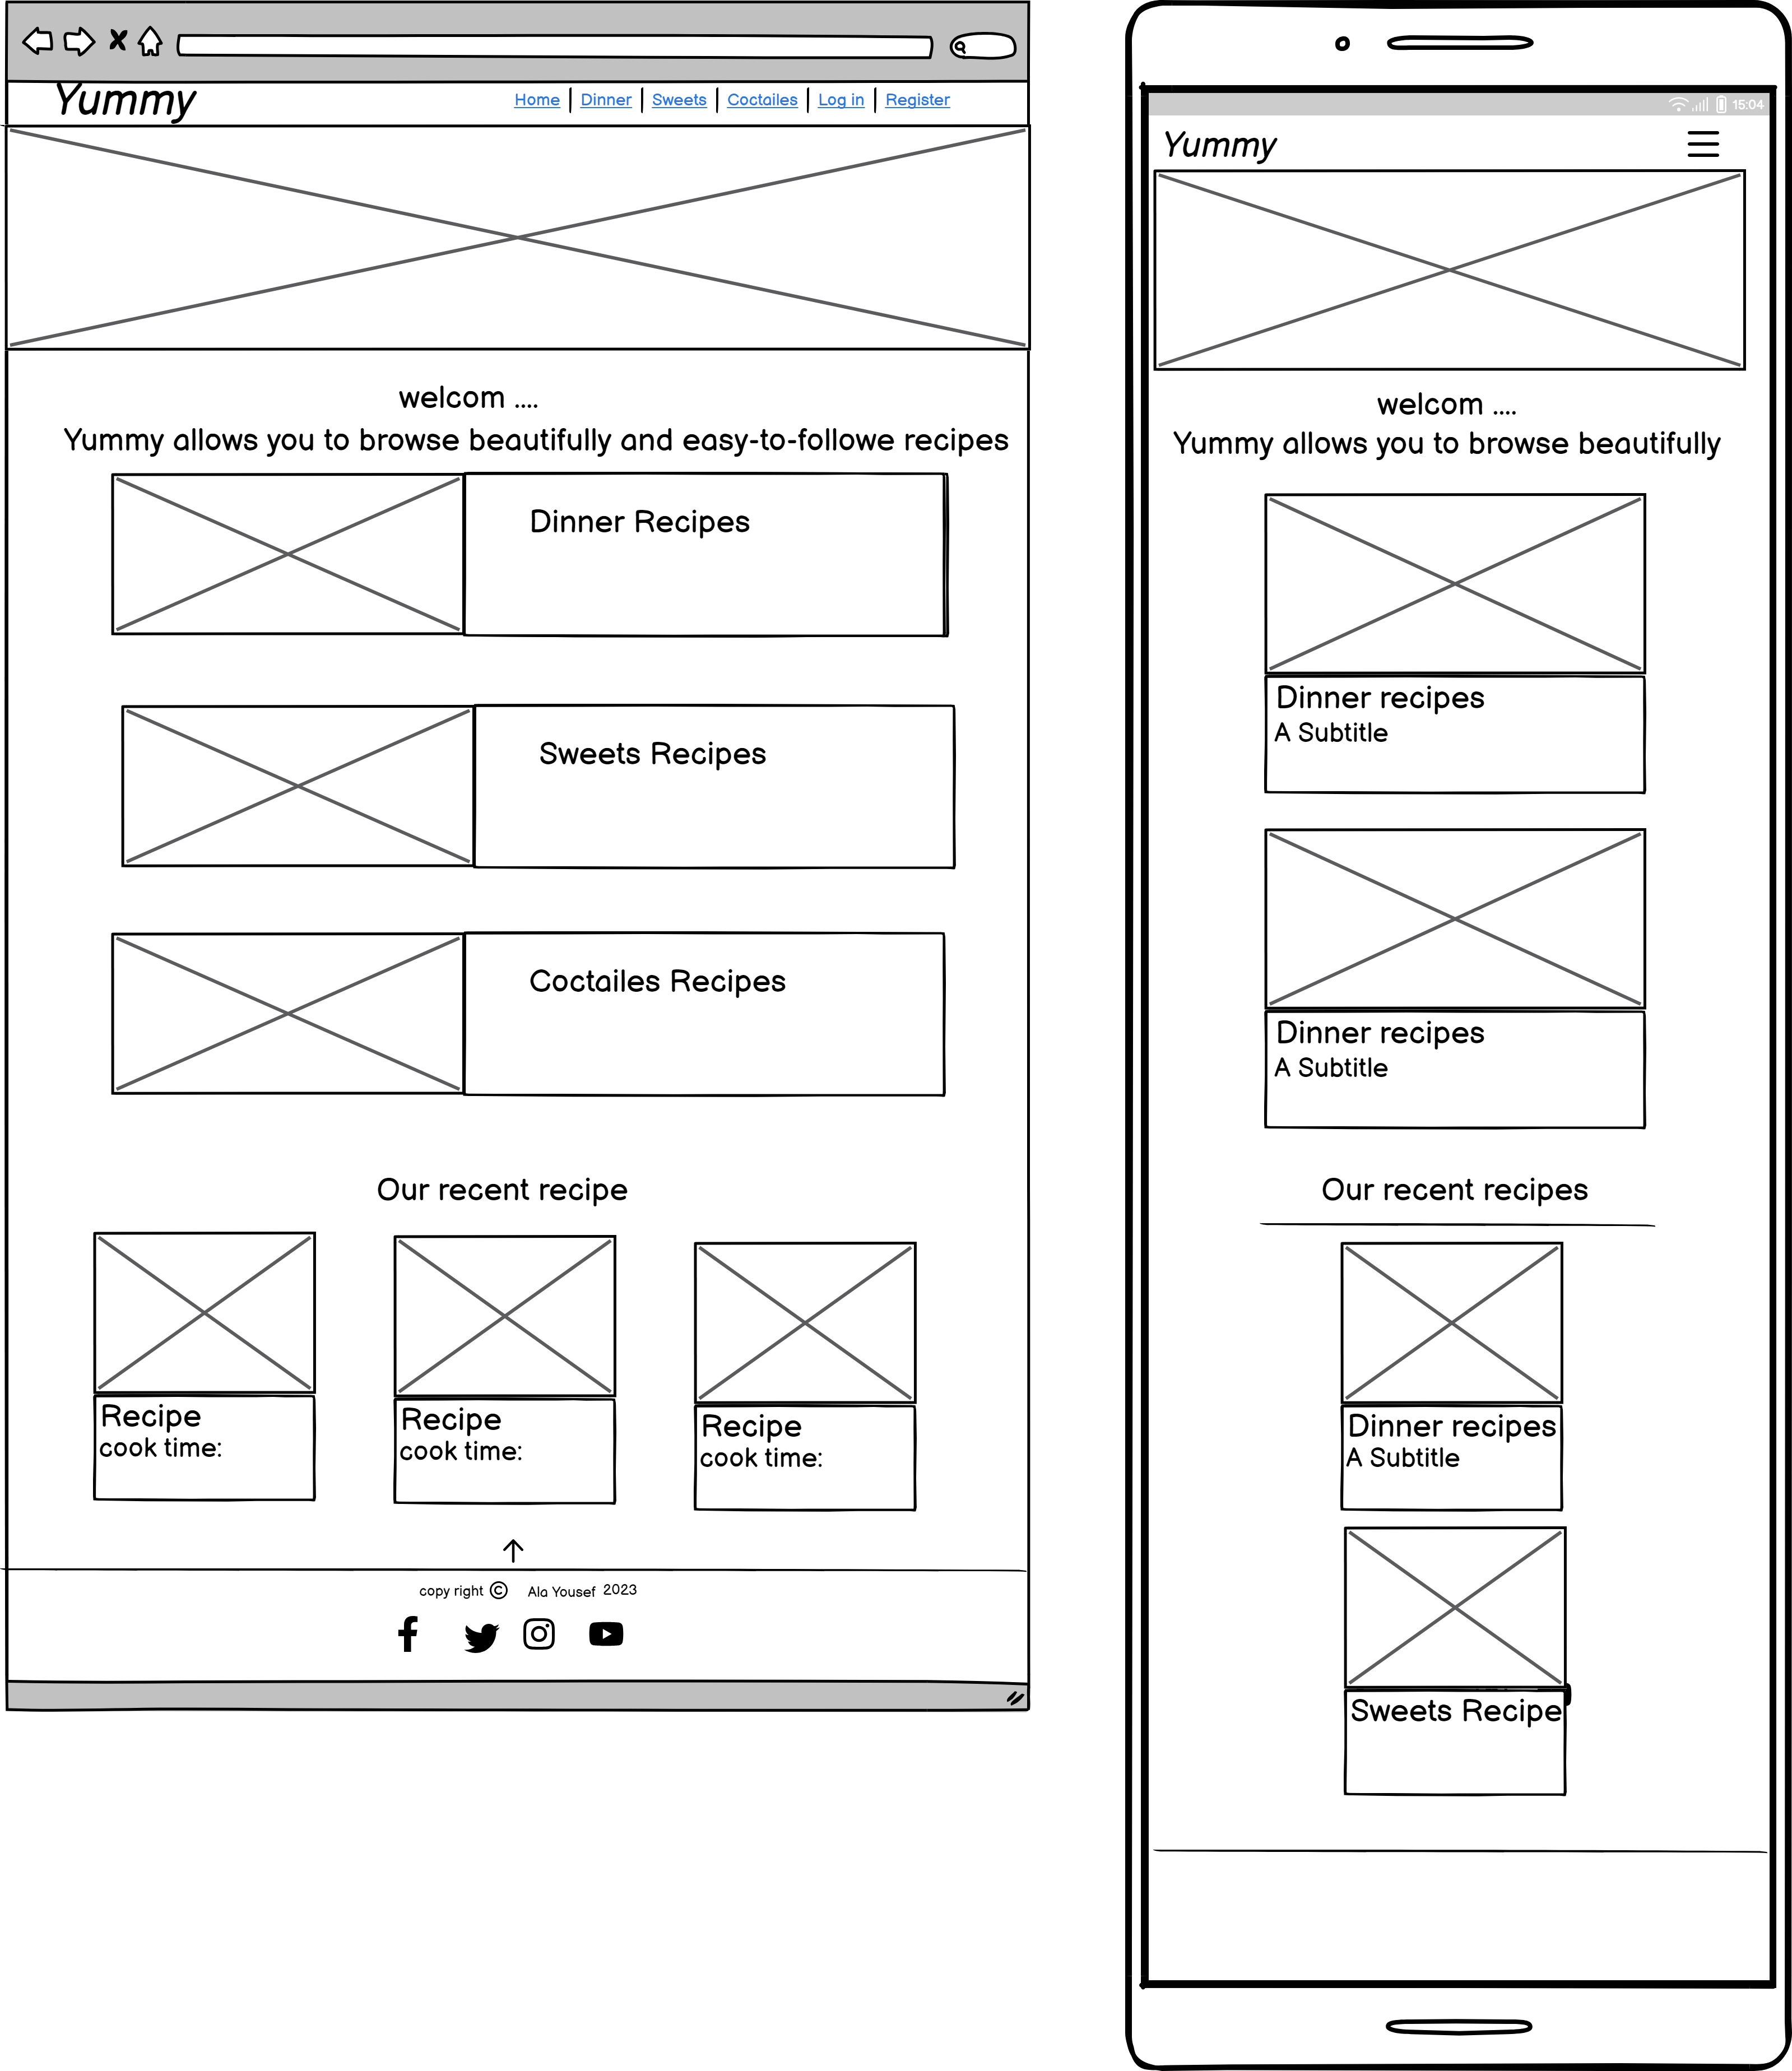 Yummy
Home | Dinner | Sweets | Coctailes | Log in | Register
welcom ....
Yummy allows you to browse beautifully and easy-to-followe recipes
Dinner Recipes
Sweets Recipes
Coctailes Recipes
Our recent recipe
Recipe
cook time:
Recipe
cook time:
Recipe
cook time:
copy right © Ala Yousef 2023
15:04
Yummy
welcom ....
Yummy allows you to browse beautifully
Dinner recipes
A Subtitle
Dinner recipes
A Subtitle
Our recent recipes
Dinner recipes
A Subtitle
Sweets Recipe